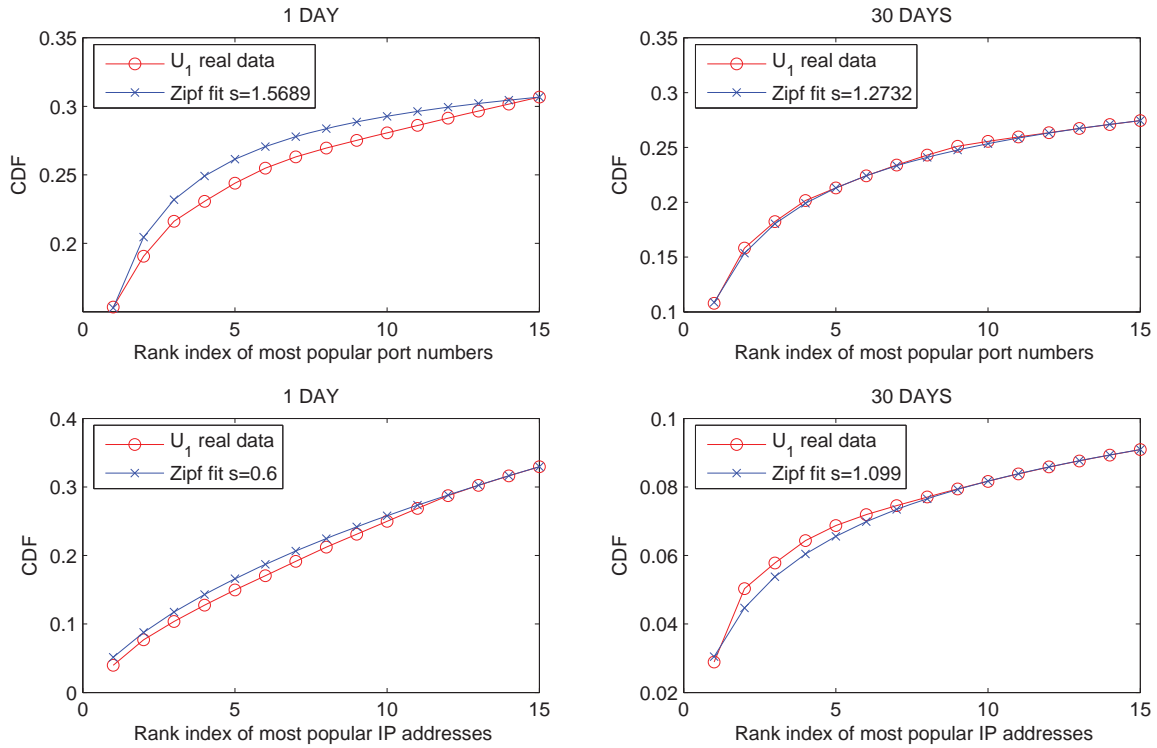 1 DAY
0.35
0.3
0.25
0.2
CDF
U1 real data
Zipf fit s=1.5689
0 5 10 15
Rank index of most popular port numbers
30 DAYS
0.35
0.3
0.25
0.2
0.15
0.1
CDF
U1 real data
Zipf fit s=1.2732
0 5 10 15
Rank index of most popular port numbers
1 DAY
0.4
0.3
0.2
0.1
0
CDF
U1 real data
Zipf fit s=0.6
0 5 10 15
Rank index of most popular IP addresses
30 DAYS
0.1
0.08
0.06
0.04
0.02
CDF
U1 real data
Zipf fit s=1.099
0 5 10 15
Rank index of most popular IP addresses